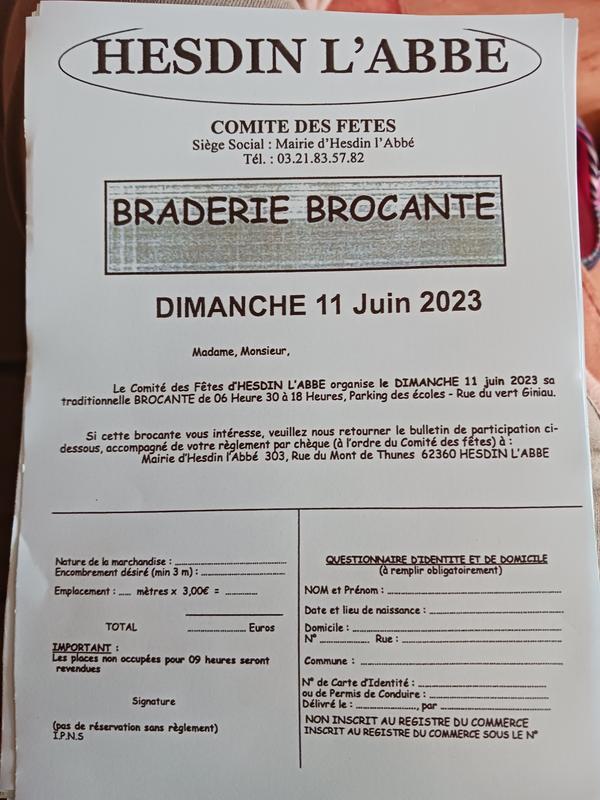 HESDIN L'ABBE
COMITE DES FETES
Siège Social : Mairie d'Hesdin l'Abbé
Tél. : 03.21.83.57.82
BRADERIE BROCANTE
DIMANCHE 11 Juin 2023
Madame, Monsieur,
Le Comité des Fêtes d'HESDIN L'ABBE organise le DIMANCHE 11 juin 2023 sa
traditionnelle BROCANTE de 06 Heure 30 à 18 Heures, Parking des écoles - Rue du vert Giniau.
Si cette brocante vous intéresse, veuillez nous retourner le bulletin de participation ci-
dessous, accompagné de votre règlement par chèque (à l'ordre du Comité des fêtes) à :
Mairie d'Hesdin l'Abbé 303, Rue du Mont de Thunes 62360 HESDIN L'ABBE
Nature de la marchandise : ................
Encombrement désiré (min 3 m) : ................
Emplacement : ..... mètres x 3,00€ = ..........
TOTAL ................ Euros
IMPORTANT :
Les places non occupées pour 09 heures seront
revendues
Signature
(pas de réservation sans règlement)
I.P.N.S
QUESTIONNAIRE D'IDENTITE ET DE DOMICILE
(à remplir obligatoirement)
NOM et Prénom : ................
Date et lieu de naissance : ................
Domicile : ................
N° ................ Rue : ................
Commune : ................
N° de Carte d'Identité : ................
ou de Permis de Conduire : ................
Délivré le : ................, par ................
NON INSCRIT AU REGISTRE DU COMMERCE
INSCRIT AU REGISTRE DU COMMERCE SOUS LE N°